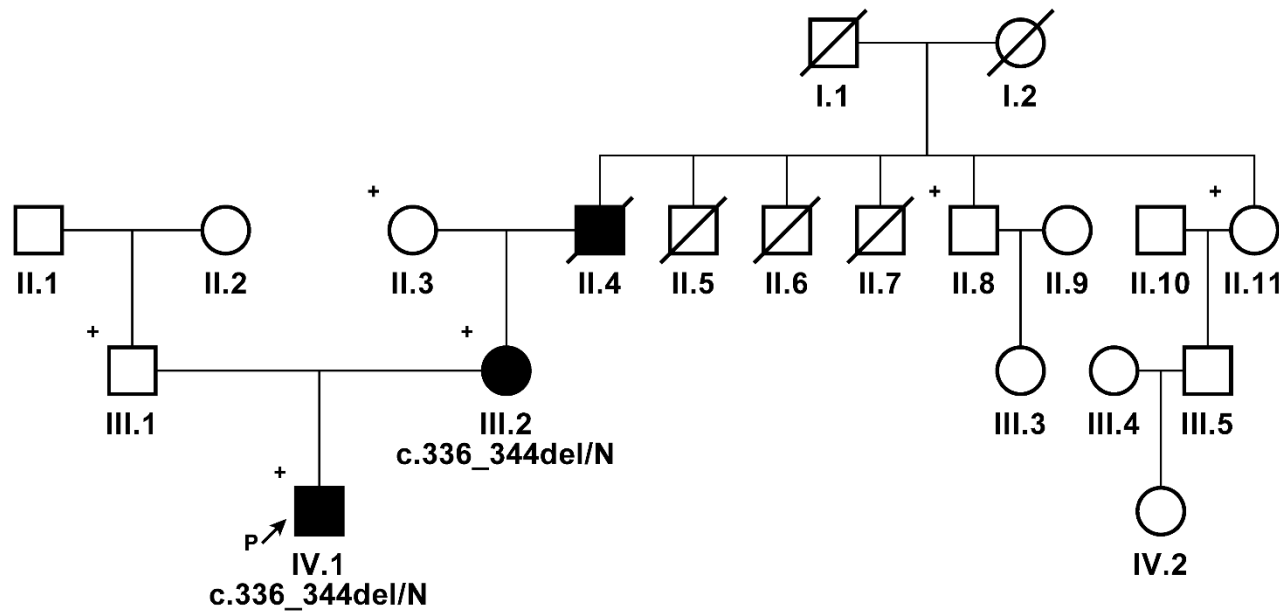 I.1 I.2
+ + +
II.1 II.2 II.3 II.4 II.5 II.6 II.7 II.8 II.9 II.10 II.11
+ +
III.1 III.2 III.3 III.4 III.5
c.336_344del/N
+
P
IV.1 IV.2
c.336_344del/N